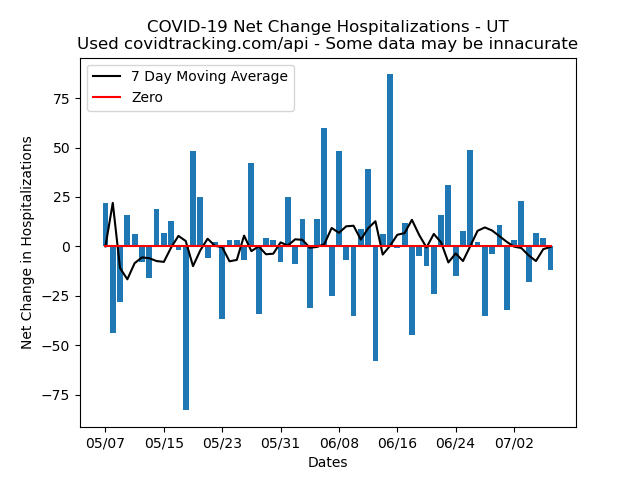 COVID-19 Net Change Hospitalizations - UT
Used covidtracking.com/api - Some data may be innacurate
7 Day Moving Average
Zero
75
50
25
0
−25
−50
−75
Net Change in Hospitalizations
05/07 05/15 05/23 05/31 06/08 06/16 06/24 07/02
Dates